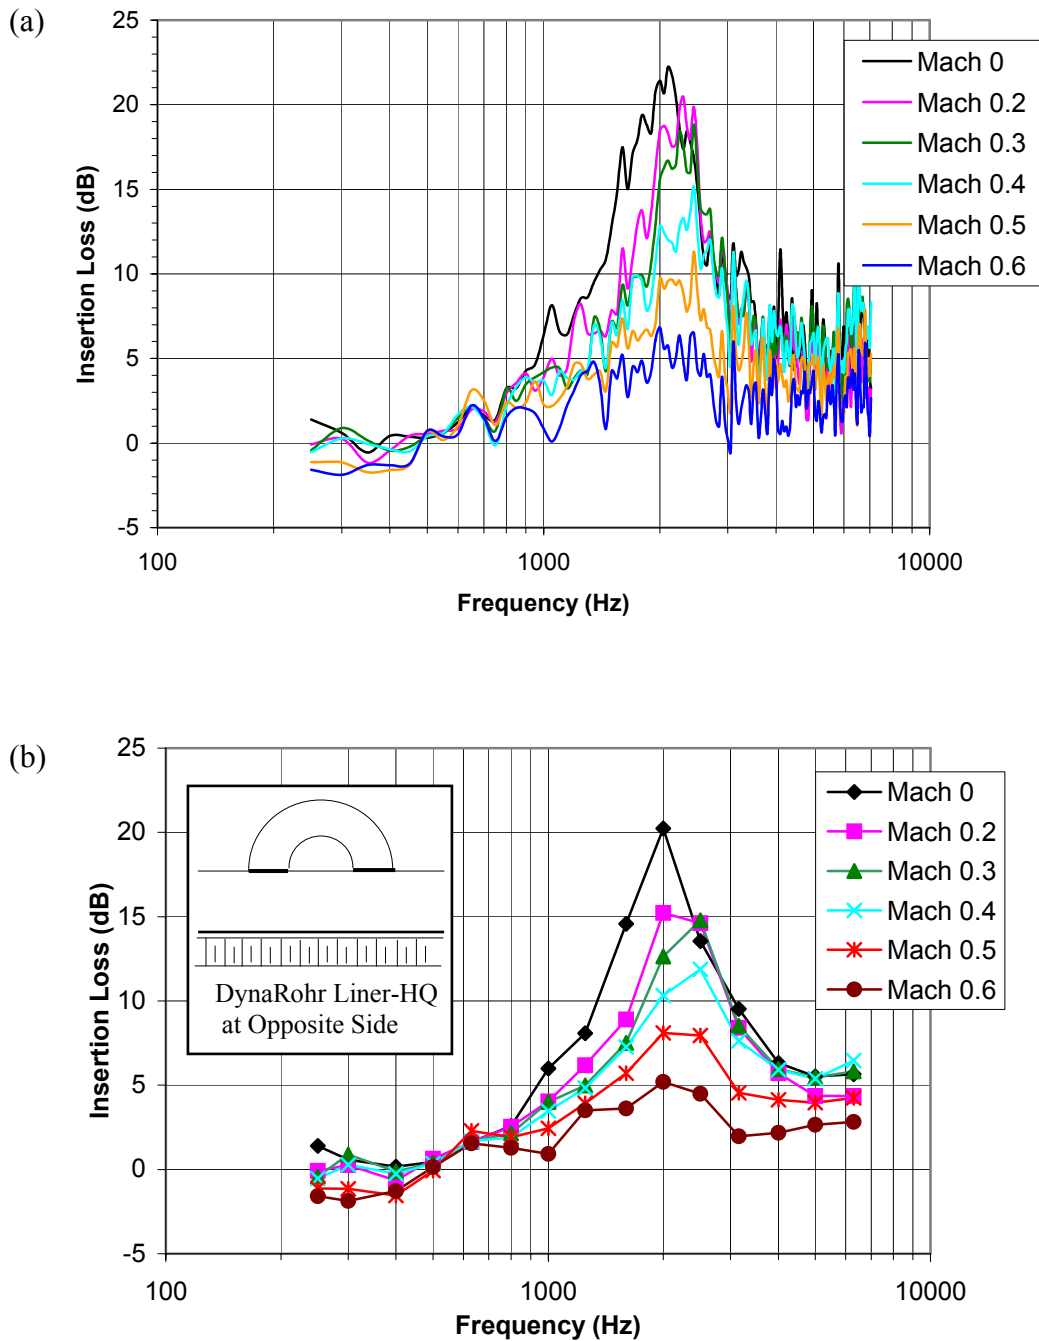 (a)
25
20
15
10
5
0
-5
Insertion Loss (dB)
100
1000
10000
Frequency (Hz)
Mach 0
Mach 0.2
Mach 0.3
Mach 0.4
Mach 0.5
Mach 0.6
(b)
25
20
15
10
5
0
-5
Insertion Loss (dB)
DynaRohr Liner-HQ
at Opposite Side
100
1000
10000
Frequency (Hz)
Mach 0
Mach 0.2
Mach 0.3
Mach 0.4
Mach 0.5
Mach 0.6